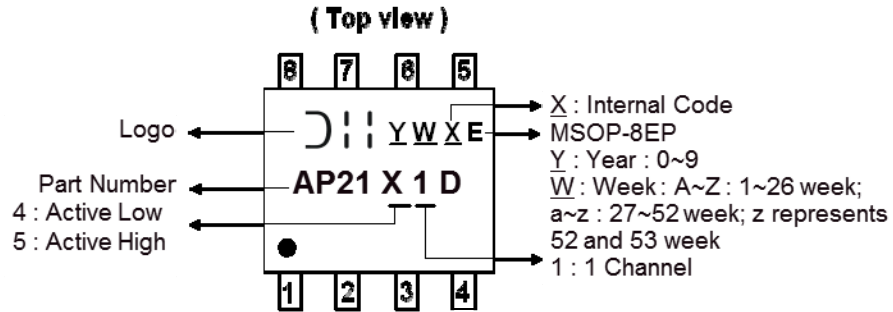 ( Top view )
8 7 6 5
Logo
Y W X E
X : Internal Code
MSOP-8EP
Y : Year : 0~9
W : Week : A~Z : 1~26 week;
a~z : 27~52 week; z represents
52 and 53 week
1 : 1 Channel
Part Number
4 : Active Low
5 : Active High
AP21 X 1 D
1 2 3 4